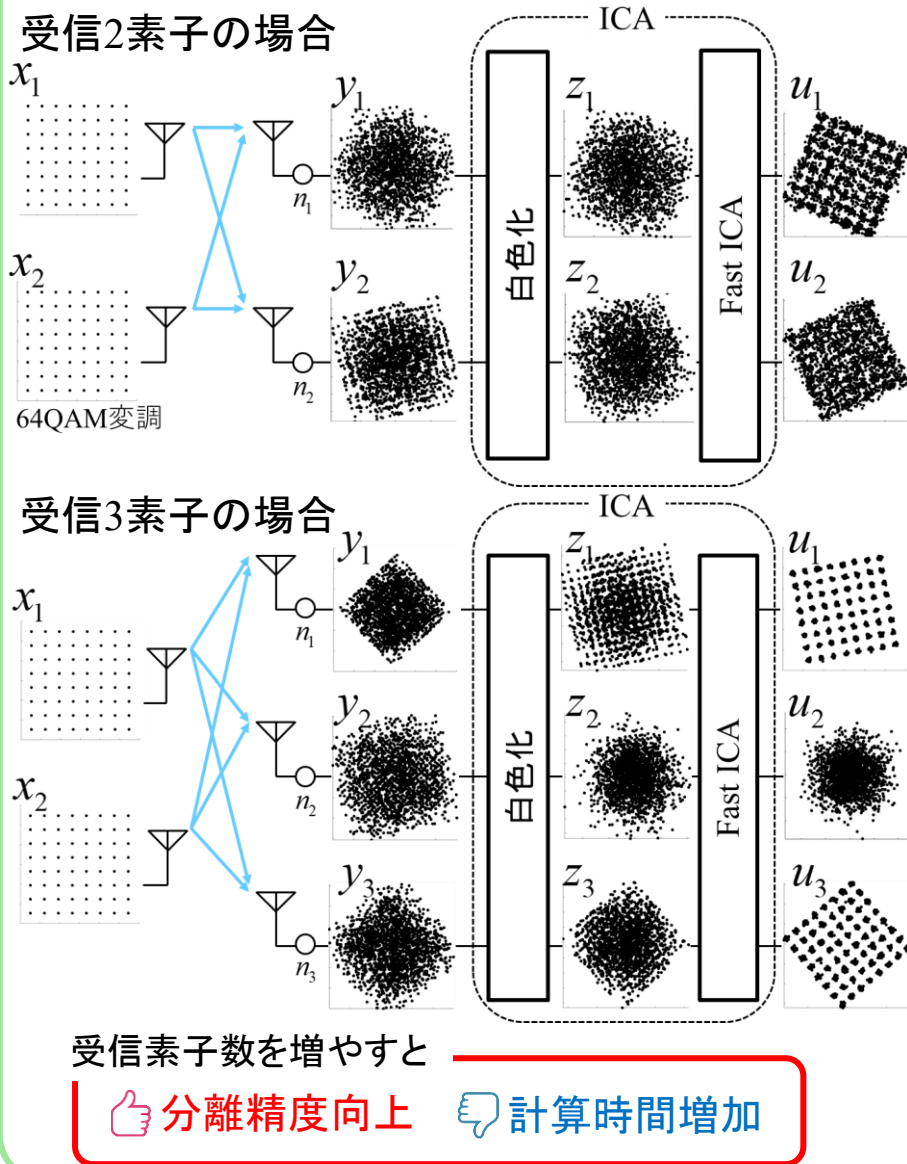 受信2素子の場合
ICA
x₁
y₁
z₁
u₁
n₁
x₂
y₂
z₂
u₂
n₂
64QAM変調
白色化
Fast ICA
受信3素子の場合
ICA
y₁
z₁
u₁
x₁
n₁
y₂
z₂
u₂
x₂
n₂
白色化
Fast ICA
y₃
z₃
u₃
n₃
受信素子数を増やすと
分離精度向上 計算時間増加